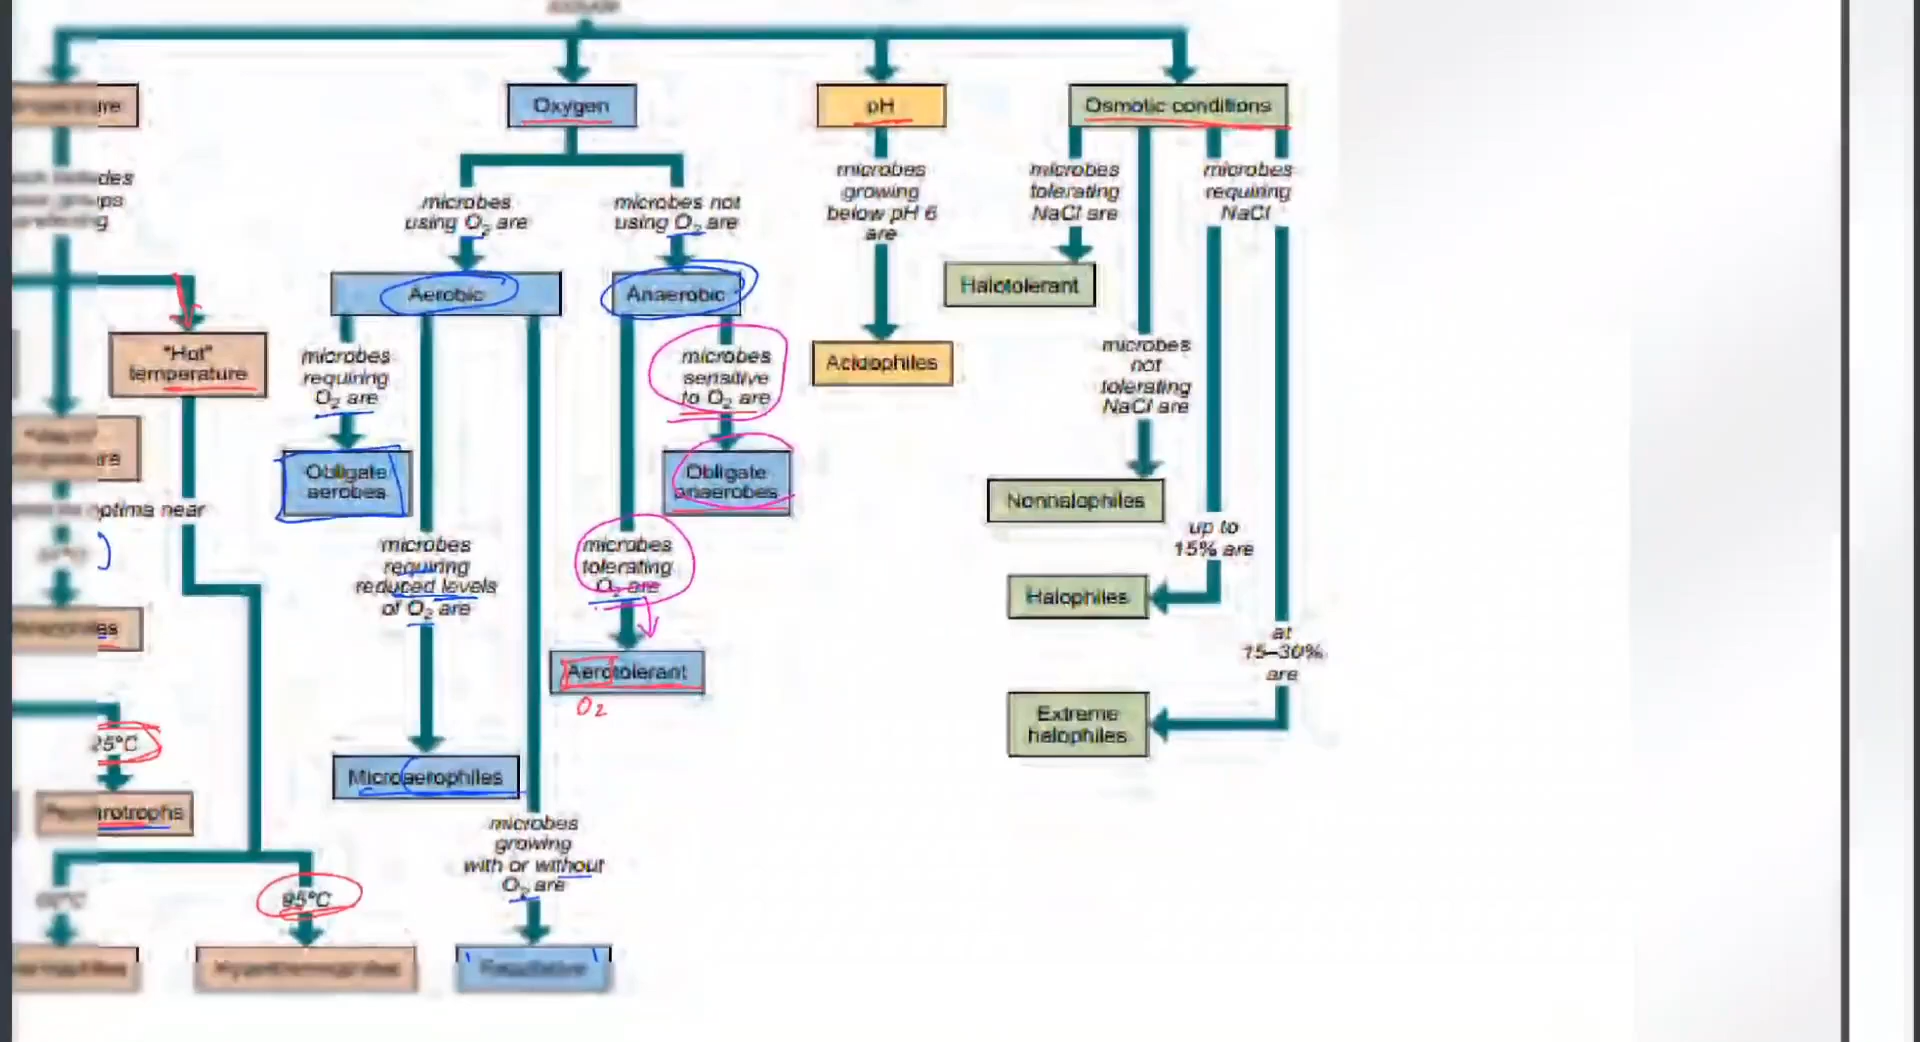 Oxygen
pH
Osmotic conditions
microbes
using O₂ are
microbes not
using O₂ are
microbes
growing
below pH 6
are
microbes
tolerating
NaCl are
microbes
requiring
NaCl
Aerobic
Anaerobic
Halotolerant
"Hot"
temperature
microbes
requiring
O₂ are
microbes
sensitive
to O₂ are
Acidophiles
microbes
not
tolerating
NaCl are
Obligate
aerobes
Obligate
anaerobes
Nonhalophiles
optima near
microbes
requiring
reduced levels
of O₂ are
microbes
tolerating
O₂ are
up to
15% are
Halophiles
at
15–30%
are
Aerotolerant
O₂
Extreme
halophiles
25°C
Microaerophiles
microbes
growing
with or without
O₂ are
95°C